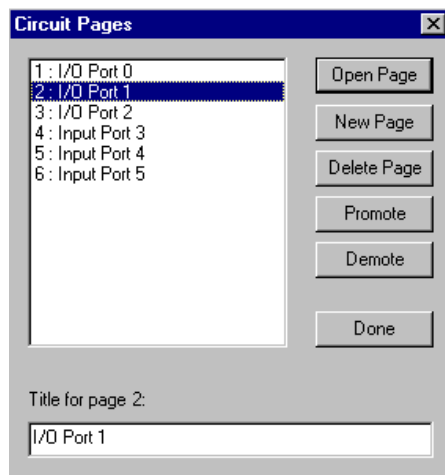 Circuit Pages
1 : I/O Port 0
2 : I/O Port 1
3 : I/O Port 2
4 : Input Port 3
5 : Input Port 4
6 : Input Port 5
Open Page
New Page
Delete Page
Promote
Demote
Done
Title for page 2:
I/O Port 1